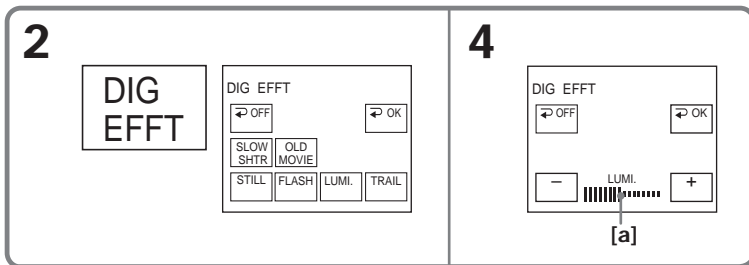 2
DIG
EFFT
DIG EFFT
OFF
OK
SLOW
SHTR
OLD
MOVIE
STILL
FLASH
LUMI.
TRAIL
4
DIG EFFT
OFF
OK
–
LUMI.
+
[a]